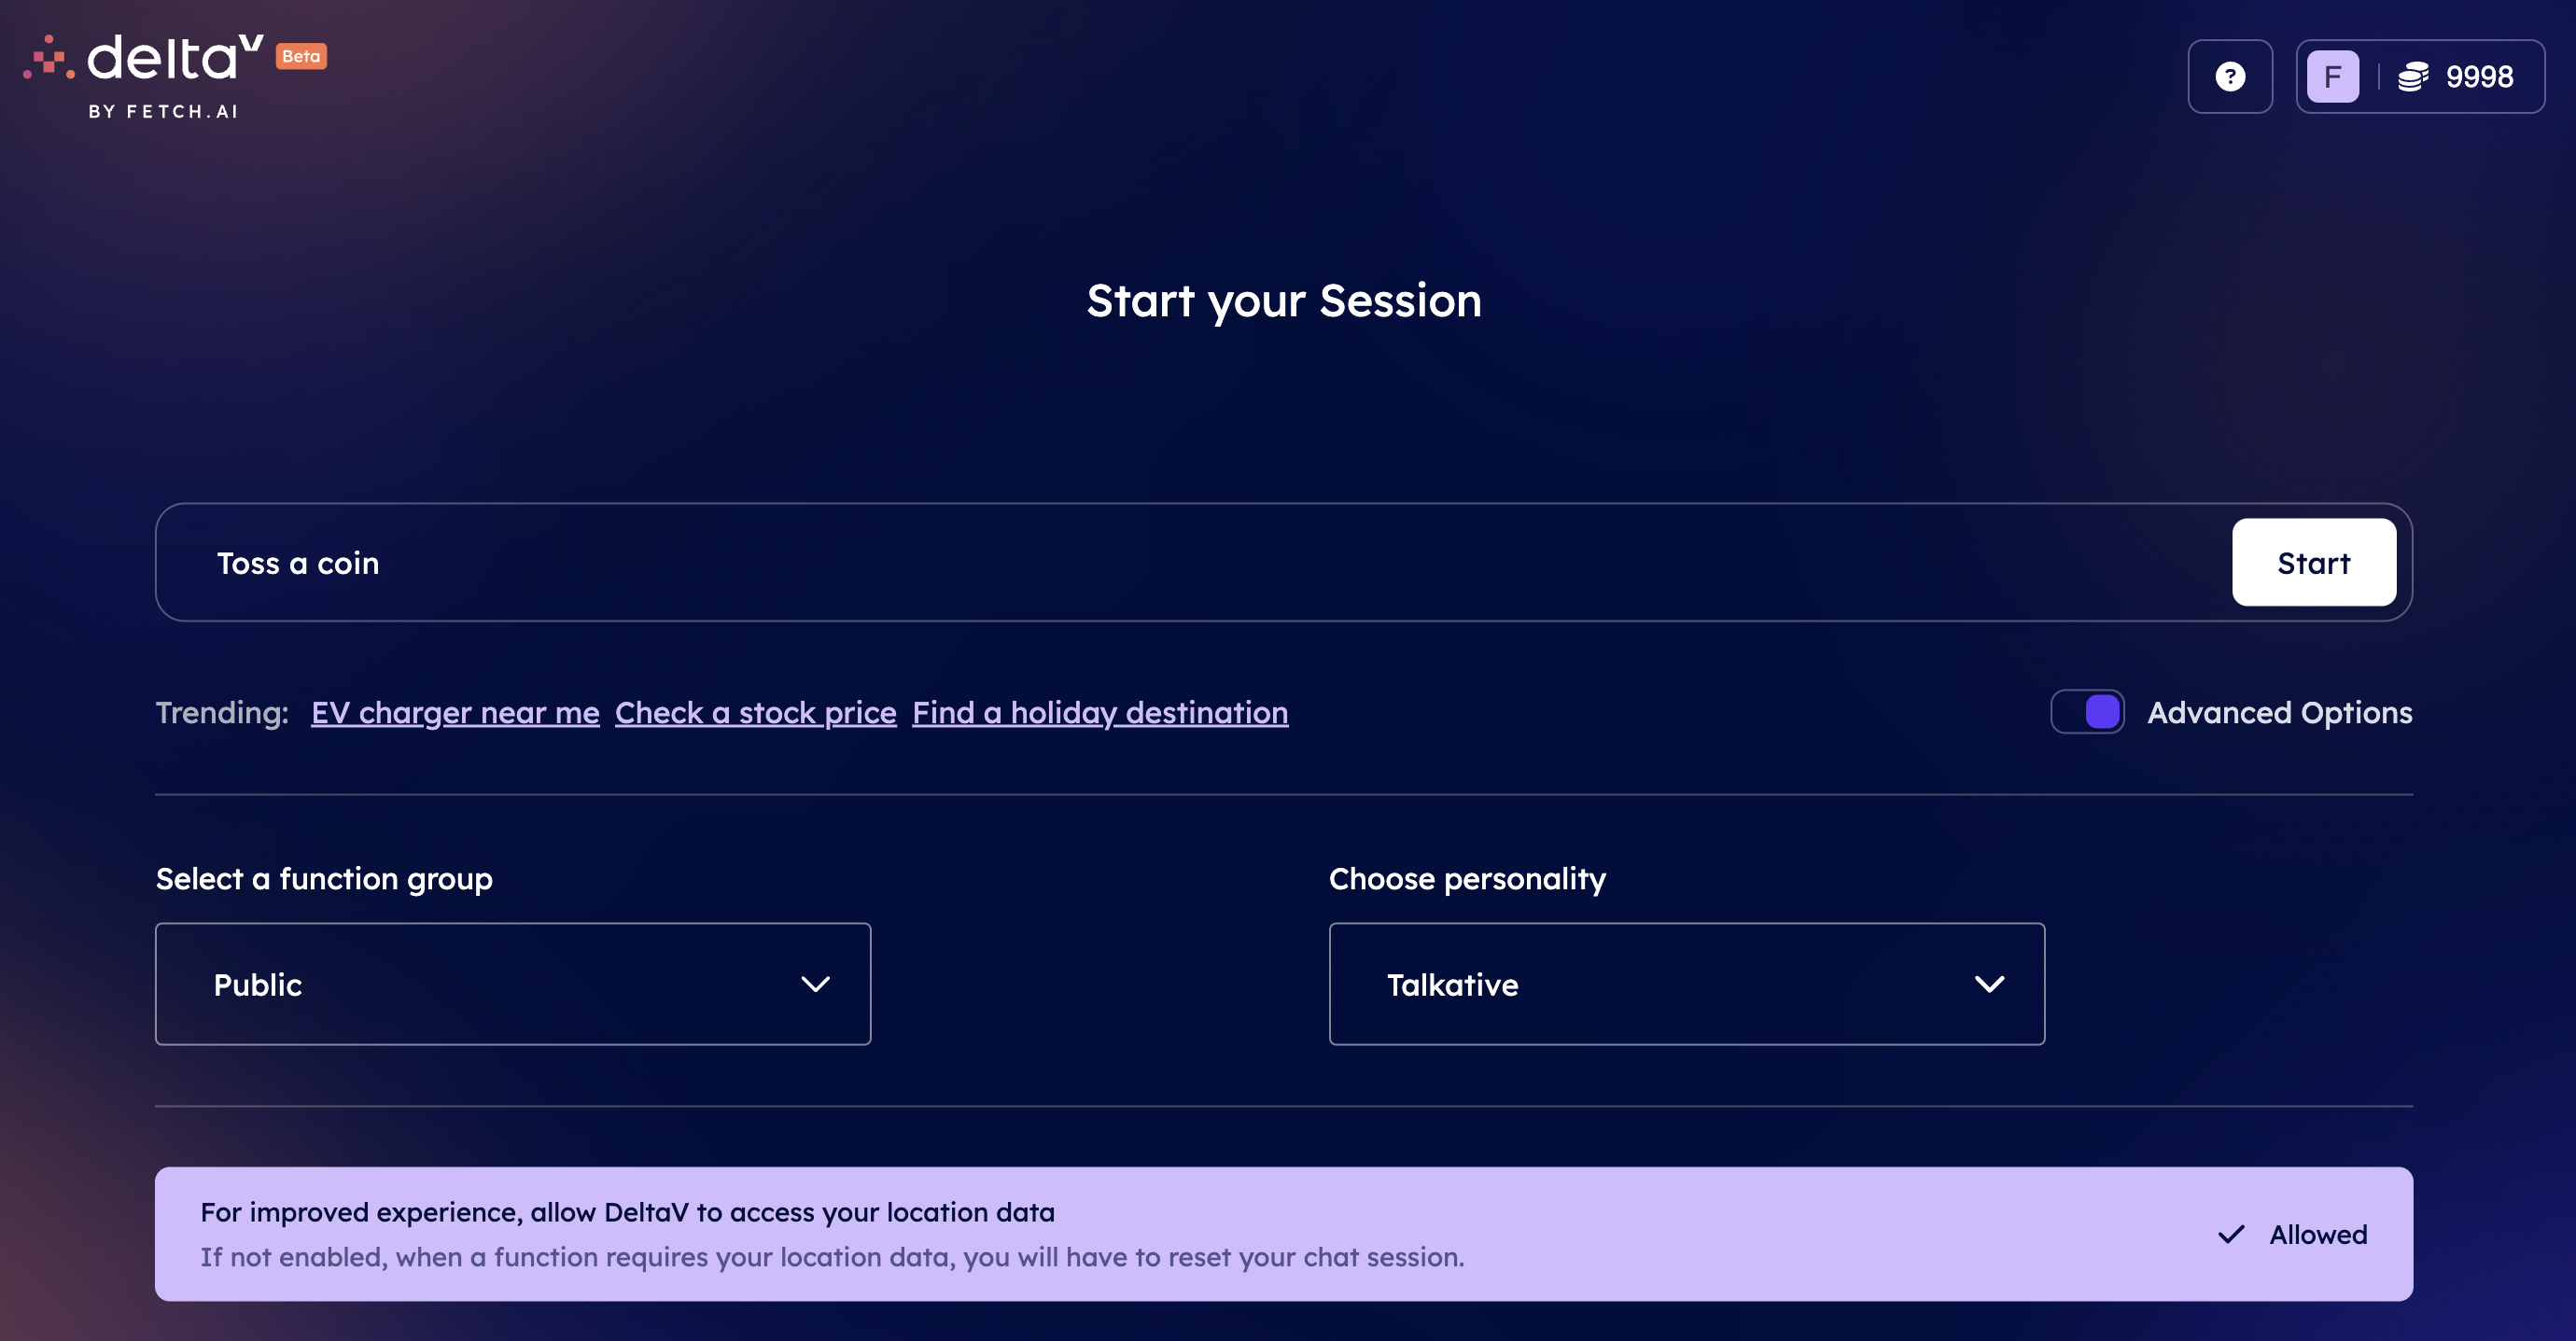 deltaV Beta
BY FETCH.AI
? F 9998
Start your Session
Toss a coin Start
Trending: EV charger near me Check a stock price Find a holiday destination Advanced Options
Select a function group Choose personality
Public Talkative
For improved experience, allow DeltaV to access your location data
If not enabled, when a function requires your location data, you will have to reset your chat session.
Allowed